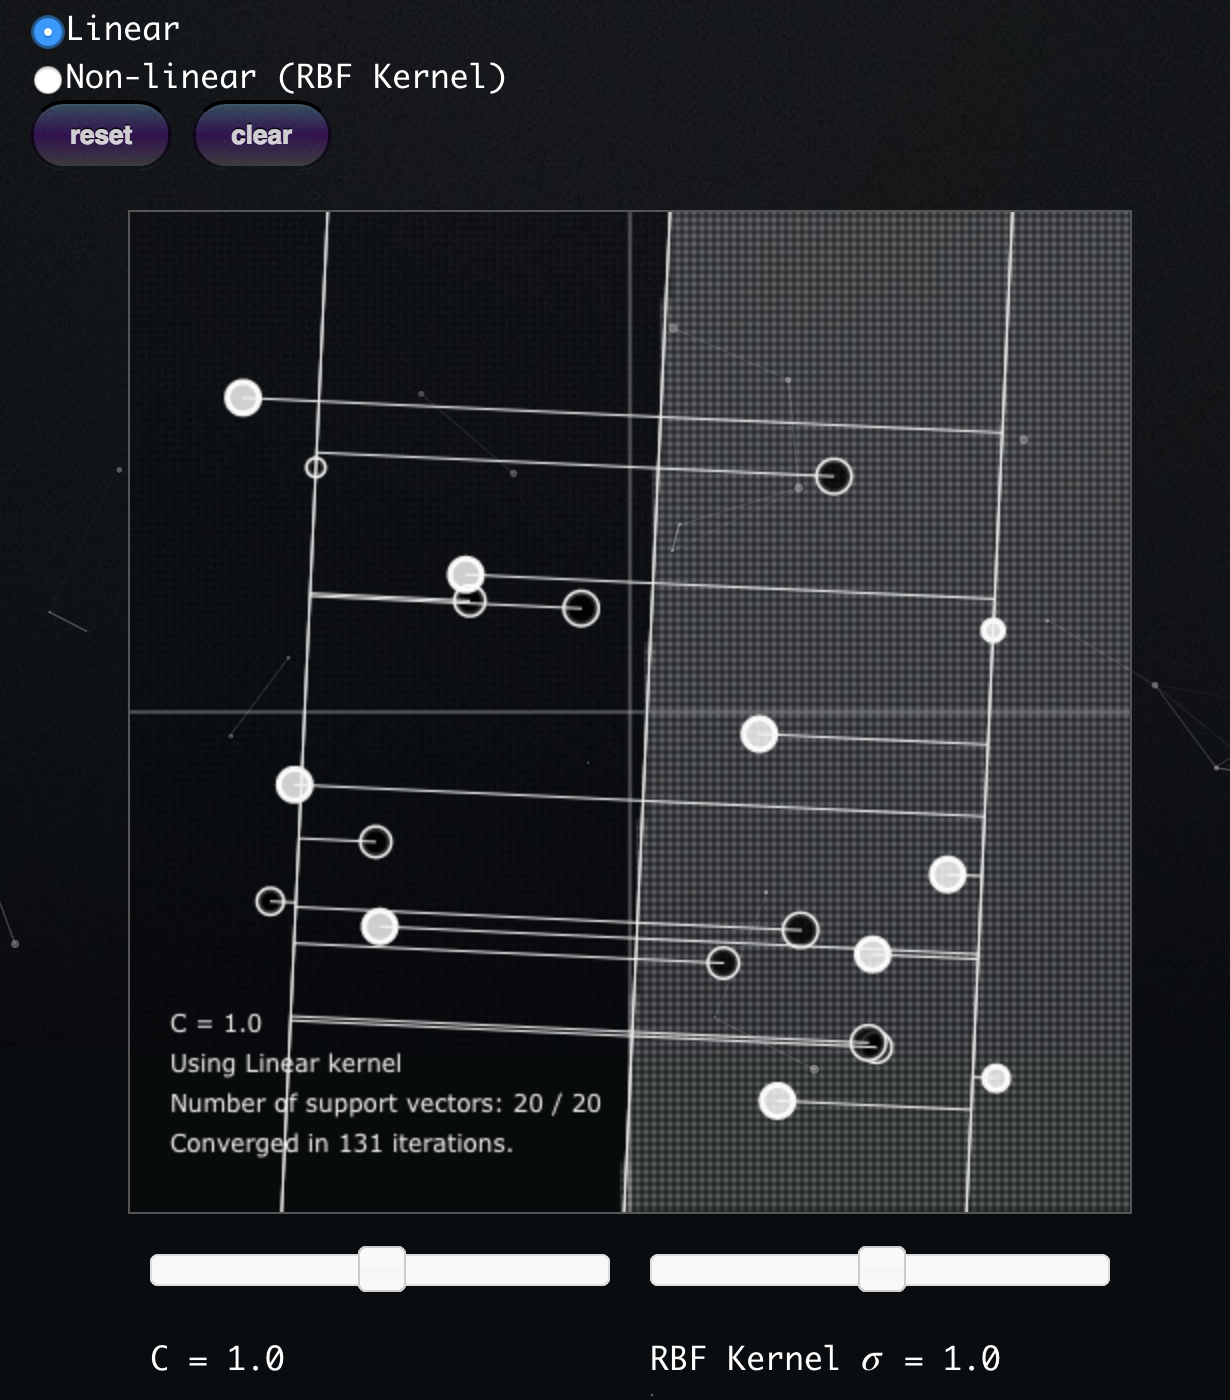 Linear
Non-linear (RBF Kernel)
reset clear
C = 1.0
Using Linear kernel
Number of support vectors: 20 / 20
Converged in 131 iterations.
C = 1.0 RBF Kernel σ = 1.0